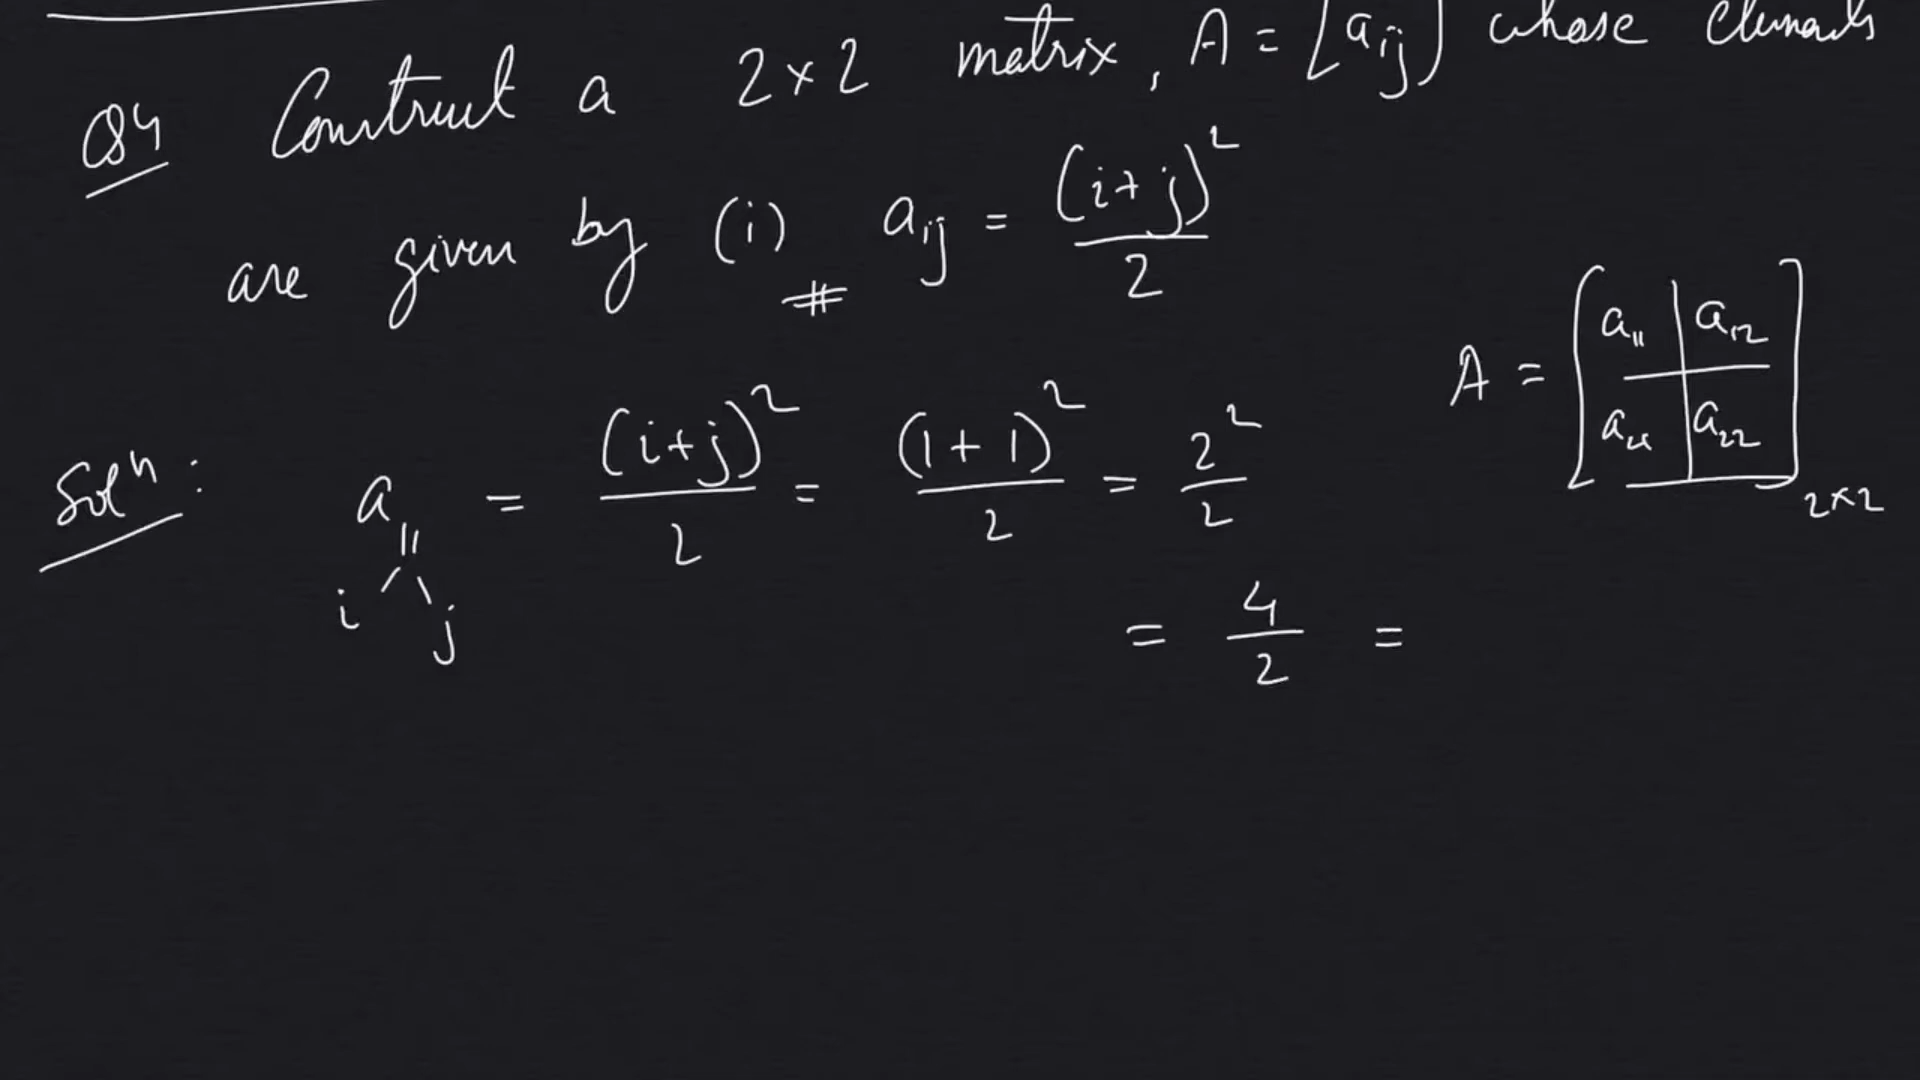 Q4 Construct a 2×2 matrix, A = [aij] whose elements
are given by (i) aij = (i+j)²/2
#
A = [a11 a12
a21 a22]2×2
Solⁿ: a11 = (i+j)²/2 = (1+1)²/2 = 2²/2
i j
= 4/2 =